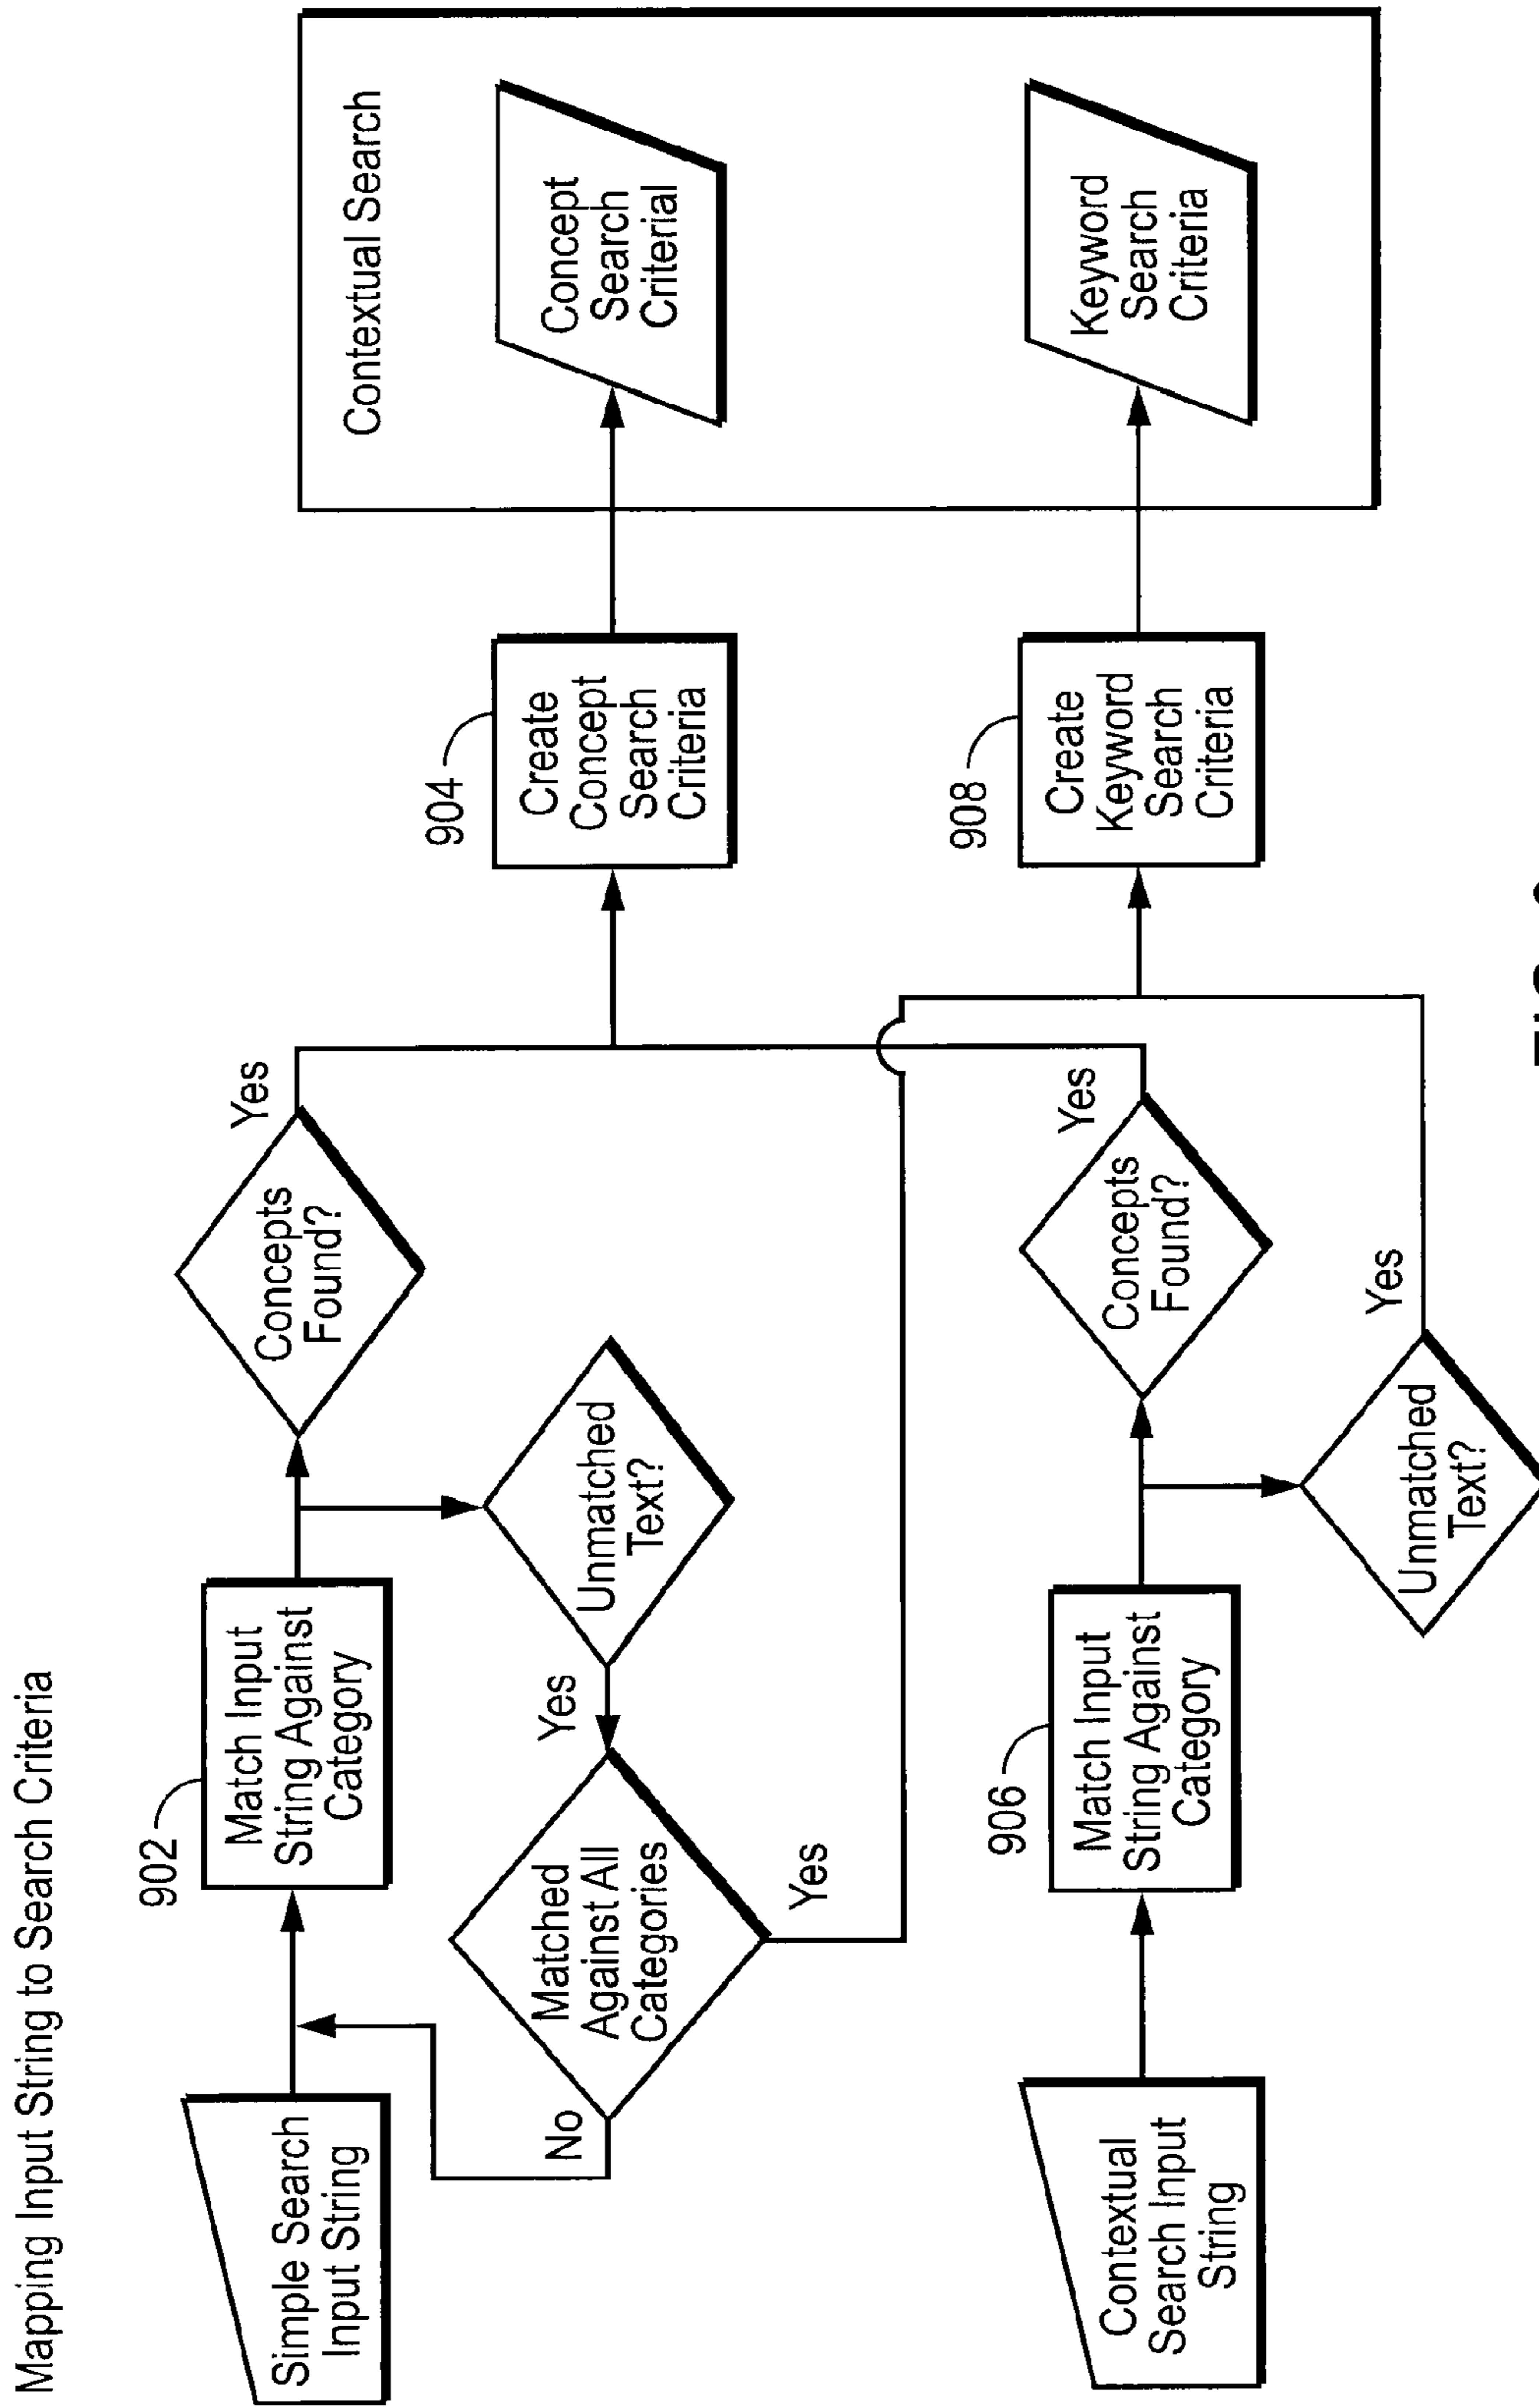 Mapping Input String to Search Criteria
Simple Search
Input String
902
Match Input
String Against
Category
Concepts
Found?
Yes
Unmatched
Text?
Yes
Matched
Against All
Categories
No
Yes
904
Create
Concept
Search
Criteria
Contextual Search
Concept
Search
Criterial
Contextual
Search Input
String
906
Match Input
String Against
Category
Concepts
Found?
Yes
Unmatched
Text?
Yes
908
Create
Keyword
Search
Criteria
Keyword
Search
Criteria